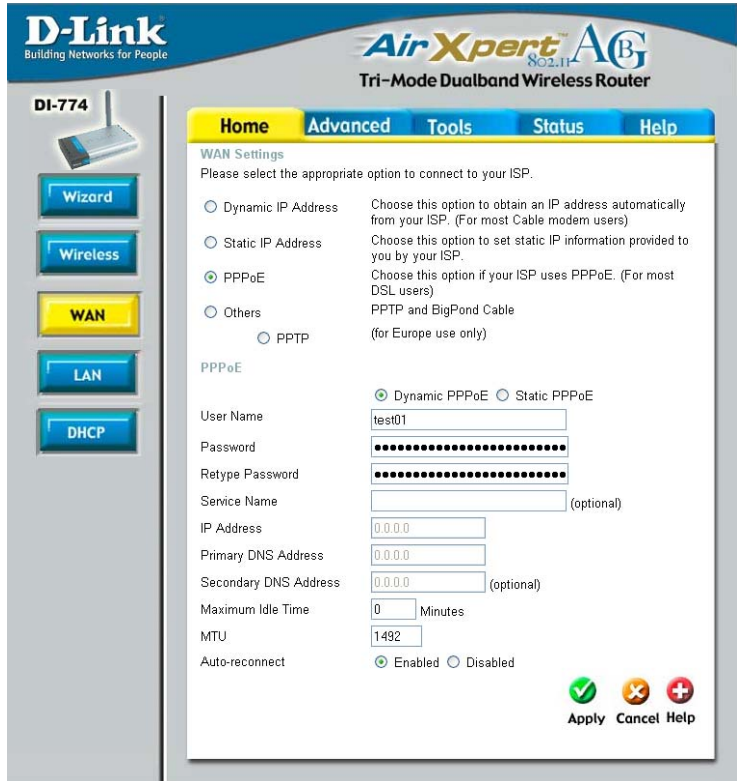 D-Link
Building Networks for People
Air Xpert™ 802.11 ABG
Tri-Mode Dualband Wireless Router
DI-774
Home Advanced Tools Status Help
Wizard
Wireless
WAN
LAN
DHCP
WAN Settings
Please select the appropriate option to connect to your ISP.
Dynamic IP Address Choose this option to obtain an IP address automatically
from your ISP. (For most Cable modem users)
Static IP Address Choose this option to set static IP information provided to
you by your ISP.
PPPoE Choose this option if your ISP uses PPPoE. (For most
DSL users)
Others PPTP and BigPond Cable
PPTP (for Europe use only)
PPPoE
Dynamic PPPoE Static PPPoE
User Name test01
Password ●●●●●●●●●●●●●●●●●●●●●●●●●
Retype Password ●●●●●●●●●●●●●●●●●●●●●●●●●
Service Name (optional)
IP Address 0.0.0.0
Primary DNS Address 0.0.0.0
Secondary DNS Address 0.0.0.0 (optional)
Maximum Idle Time 0 Minutes
MTU 1492
Auto-reconnect Enabled Disabled
Apply Cancel Help